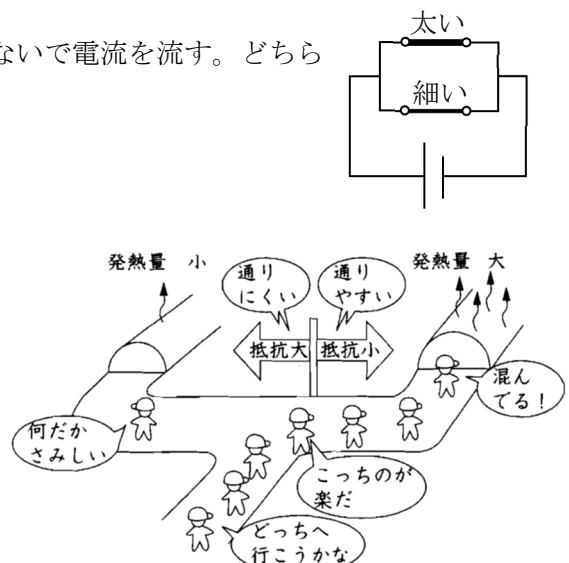 ないで電流を流す。どちら
太い
細い
発熱量 小
通り
にくい
通り
やすい
発熱量 大
抵抗大
抵抗小
混ん
でる！
何だか
さみしい
こっちのが
楽だ
どっちへ
行こうかな